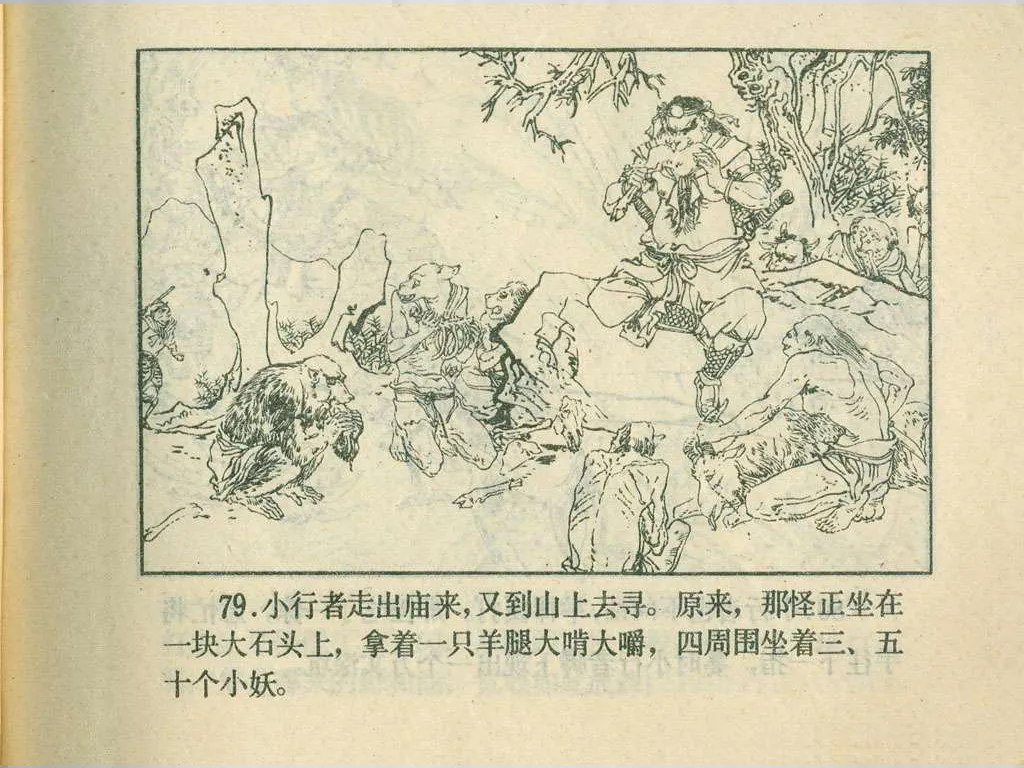 79.小行者走出庙来，又到山上去寻。原来，那怪正坐在
一块大石头上，拿着一只羊腿大啃大嚼，四周围坐着三、五
十个小妖。